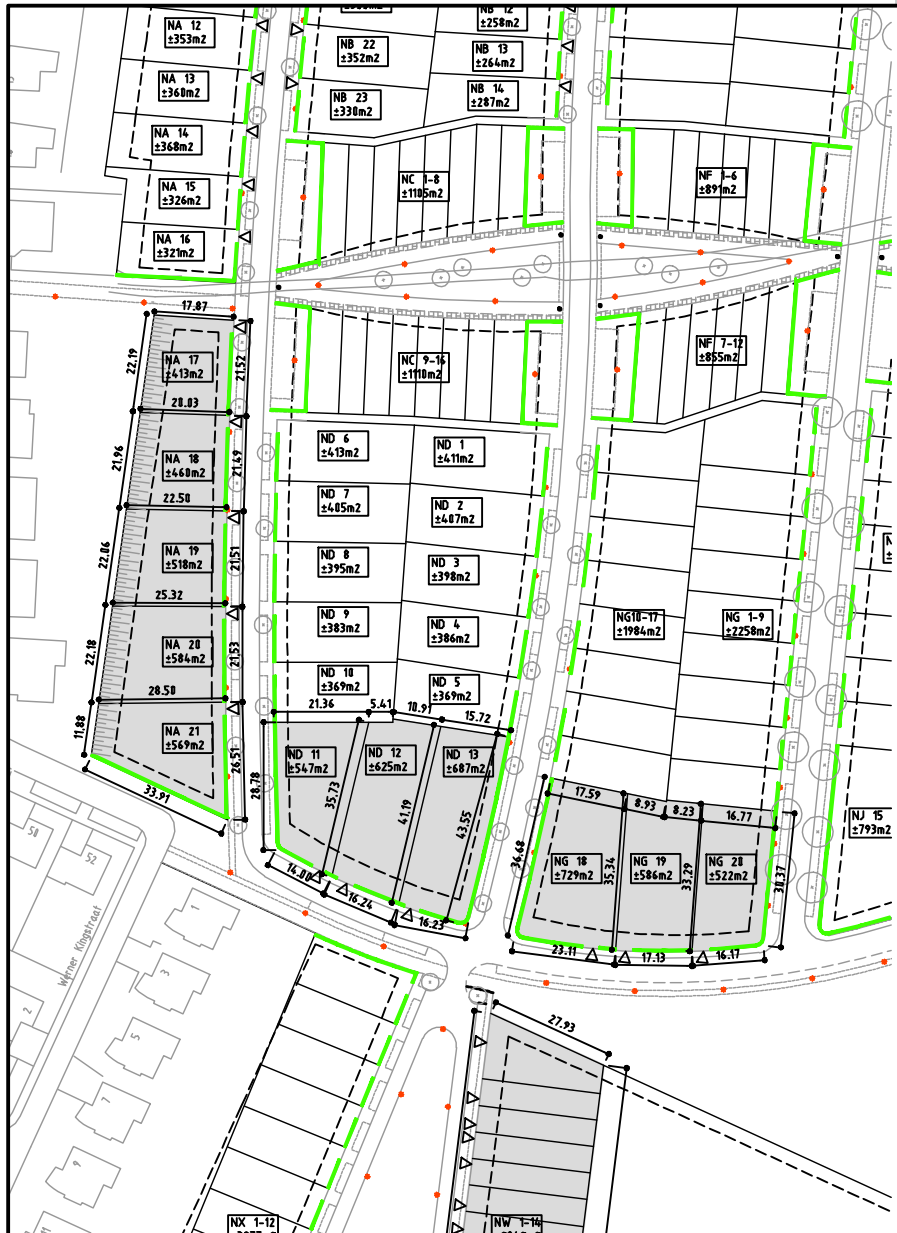 NB 12
±258m2
NA 12
±353m2
NB 22
±352m2
NB 13
±264m2
NA 13
±360m2
NB 23
±330m2
NB 14
±287m2
NA 14
±368m2
NC 1-8
±1105m2
NF 1-6
±891m2
NA 15
±326m2
NA 16
±321m2
17.87
22.19
21.52
NA 17
±413m2
NC 9-16
±1110m2
NF 7-12
±855m2
20.03
21.96
21.49
NA 18
±460m2
ND 6
±413m2
ND 1
±411m2
22.50
ND 7
±405m2
ND 2
±407m2
22.06
21.51
NA 19
±518m2
ND 8
±395m2
ND 3
±398m2
25.32
ND 9
±383m2
ND 4
±386m2
NG10-17
±1984m2
NG 1-9
±2258m2
22.18
21.53
NA 20
±584m2
ND 10
±369m2
ND 5
±369m2
28.50
21.36
5.41
10.91
15.72
11.88
26.51
NA 21
±569m2
28.78
ND 11
±547m2
ND 12
±625m2
ND 13
±687m2
35.73
41.19
43.55
33.91
17.59
8.93
8.23
16.77
NJ 15
±793m2
36.68
35.34
33.29
30.37
NG 18
±729m2
NG 19
±586m2
NG 20
±522m2
14.00
16.24
16.23
23.11
17.13
16.17
50
52
Werner Kingstraat
3
2
5
7
9
27.93
NX 1-12
NW 1-14